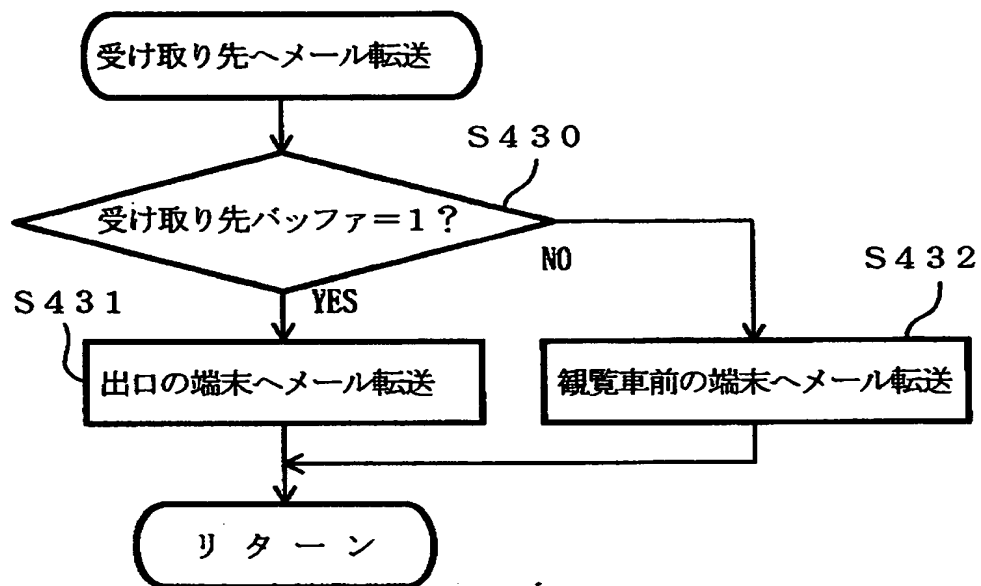 受け取り先へメール転送
S430
受け取り先バッファ=1?
NO
YES
S431
S432
出口の端末へメール転送
観覧車前の端末へメール転送
リターン